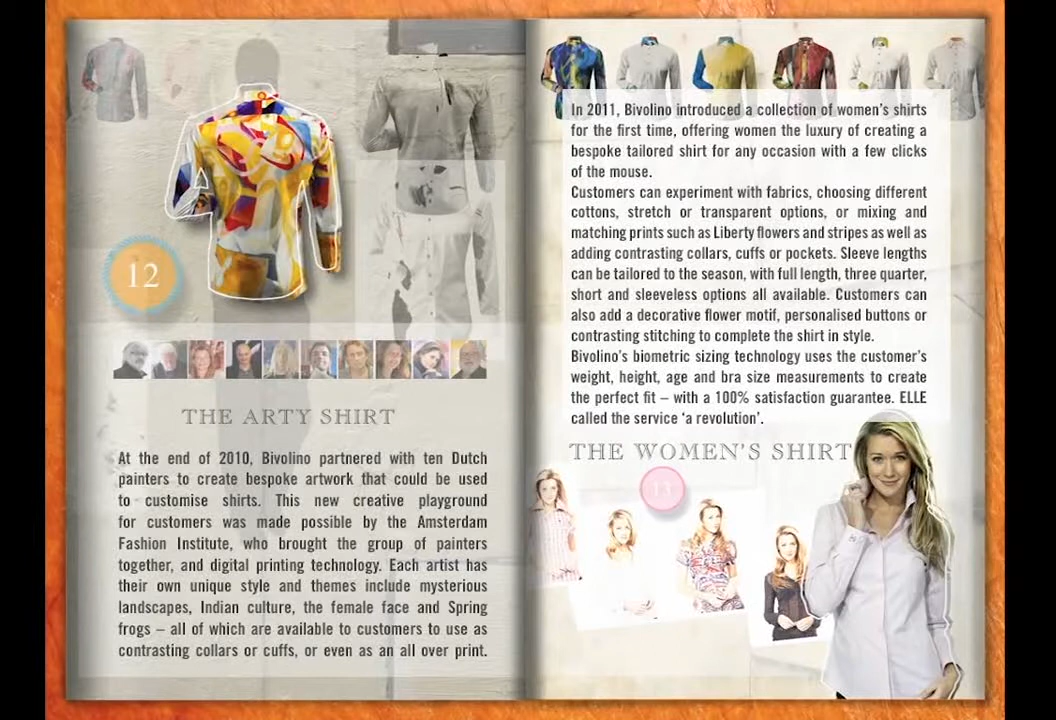 12
THE ARTY SHIRT
At the end of 2010, Bivolino partnered with ten Dutch
painters to create bespoke artwork that could be used
to customise shirts. This new creative playground
for customers was made possible by the Amsterdam
Fashion Institute, who brought the group of painters
together, and digital printing technology. Each artist has
their own unique style and themes include mysterious
landscapes, Indian culture, the female face and Spring
frogs – all of which are available to customers to use as
contrasting collars or cuffs, or even as an all over print.
In 2011, Bivolino introduced a collection of women's shirts
for the first time, offering women the luxury of creating a
bespoke tailored shirt for any occasion with a few clicks
of the mouse.
Customers can experiment with fabrics, choosing different
cottons, stretch or transparent options, or mixing and
matching prints such as Liberty flowers and stripes as well as
adding contrasting collars, cuffs or pockets. Sleeve lengths
can be tailored to the season, with full length, three quarter,
short and sleeveless options all available. Customers can
also add a decorative flower motif, personalised buttons or
contrasting stitching to complete the shirt in style.
Bivolino's biometric sizing technology uses the customer's
weight, height, age and bra size measurements to create
the perfect fit – with a 100% satisfaction guarantee. ELLE
called the service 'a revolution'.
THE WOMEN'S SHIRT
13